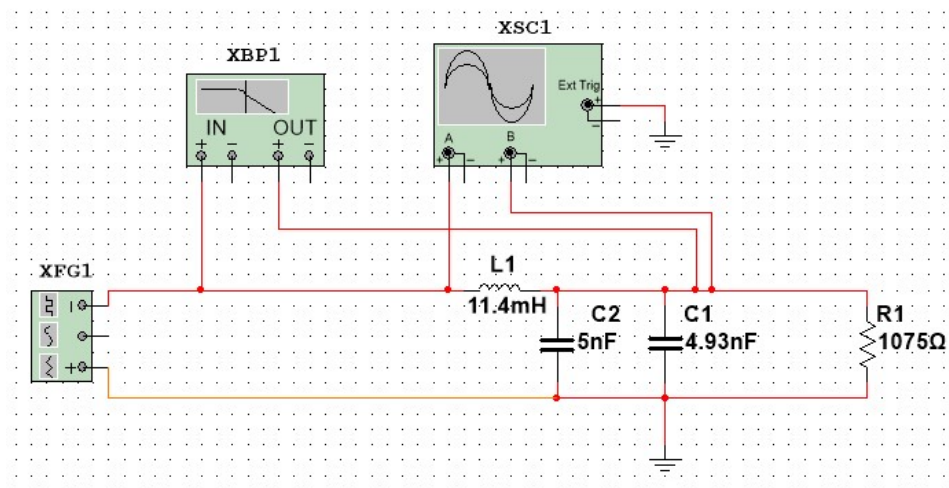 XSC1
XBP1
Ext Trig
+
IN OUT
A B
–
+ – + –
+ – + –
XFG1
L1
11.4mH
C2
5nF
C1
4.93nF
R1
1075Ω
+